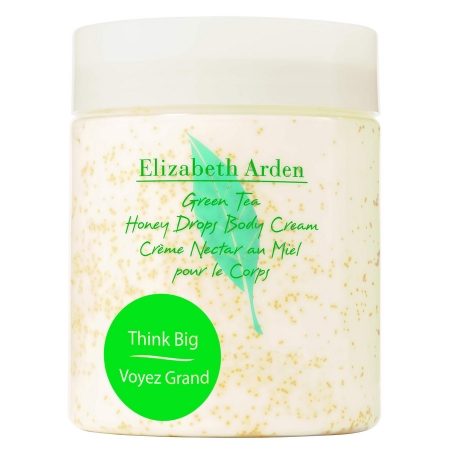 Elizabeth Arden
Green Tea
Honey Drops Body Cream
Crème Nectar au Miel
pour le Corps
Think Big
Voyez Grand